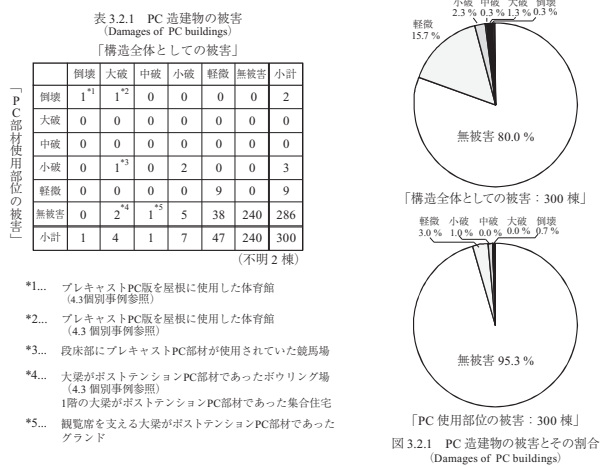 表 3.2.1　PC 造建物の被害
(Damages of PC buildings)
「構造全体としての被害」
「PC部材使用部位の被害」
倒壊 大破 中破 小破 軽微 無被害 小計
倒壊 1*1 1*2 0 0 0 0 2
大破 0 0 0 0 0 0 0
中破 0 0 0 0 0 0 0
小破 0 1*3 0 2 0 0 3
軽微 0 0 0 0 9 0 9
無被害 0 2*4 1*5 5 38 240 286
小計 1 4 1 7 47 240 300
(不明 2 棟)
*1... プレキャストPC版を屋根に使用した体育館
(4.3個別事例参照)
*2... プレキャストPC版を屋根に使用した体育館
(4.3 個別事例参照)
*3... 段床部にプレキャストPC部材が使用されていた競馬場
*4... 大梁がポストテンションPC部材であったボウリング場
(4.3 個別事例参照)
1階の大梁がポストテンションPC部材であった集合住宅
*5... 観覧席を支える大梁がポストテンションPC部材であった
グランド
小破 中破 大破 倒壊
2.3 % 0.3 % 1.3 % 0.3 %
軽微
15.7 %
無被害 80.0 %
「構造全体としての被害：300 棟」
軽微 小破 中破 大破 倒壊
3.0 % 1.0 % 0.0 % 0.0 % 0.7 %
無被害 95.3 %
「PC 使用部位の被害：300 棟」
図 3.2.1　PC 造建物の被害とその割合
(Damages of PC buildings)